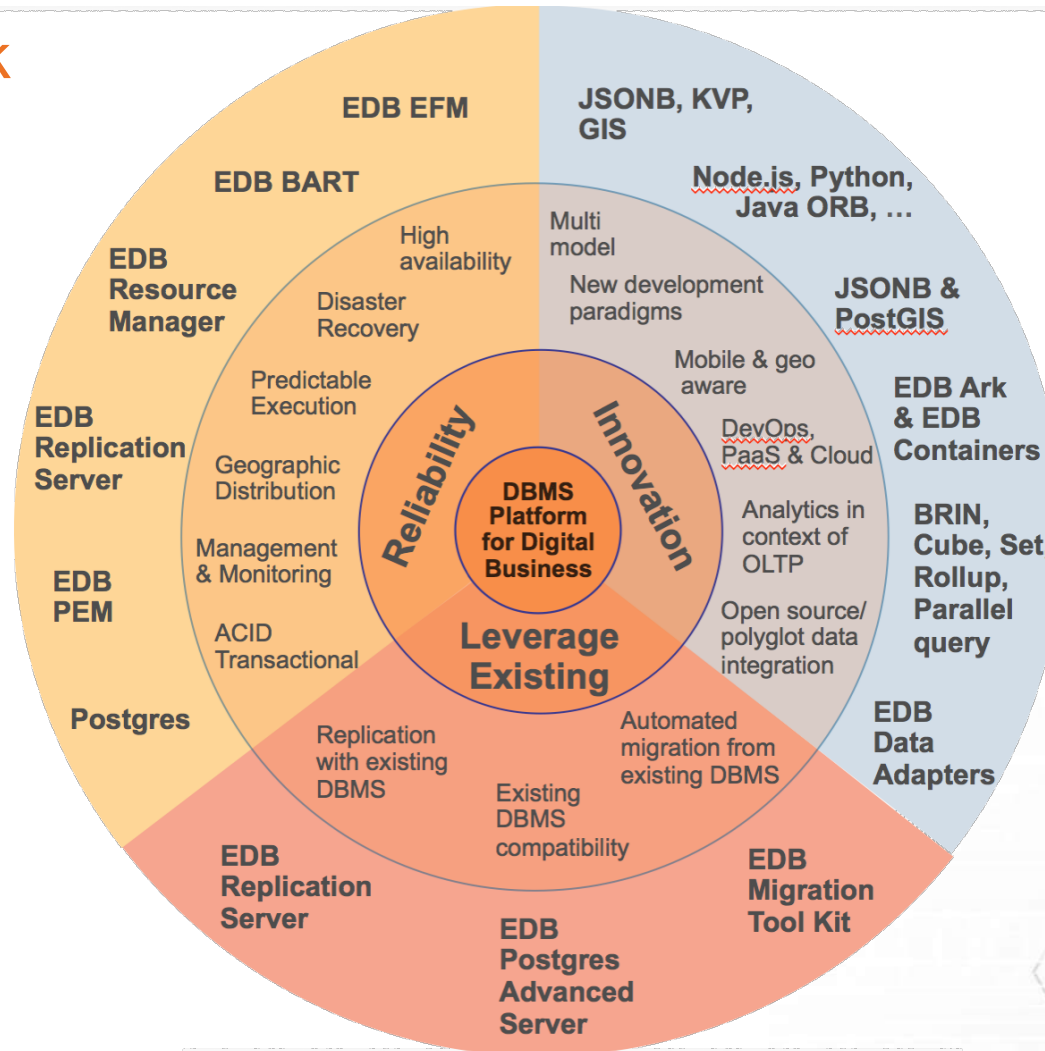 K
EDB EFM
EDB BART
EDB
Resource
Manager
EDB
Replication
Server
EDB
PEM
Postgres
JSONB, KVP,
GIS
Node.js, Python,
Java ORB, …
JSONB &
PostGIS
EDB Ark
& EDB
Containers
BRIN,
Cube, Set
Rollup,
Parallel
query
EDB
Data
Adapters
EDB
Replication
Server
EDB
Postgres
Advanced
Server
EDB
Migration
Tool Kit
High
availability
Disaster
Recovery
Predictable
Execution
Geographic
Distribution
Management
& Monitoring
ACID
Transactional
Multi
model
New development
paradigms
Mobile & geo
aware
DevOps,
PaaS & Cloud
Analytics in
context of
OLTP
Open source/
polyglot data
integration
Replication
with existing
DBMS
Existing
DBMS
compatibility
Automated
migration from
existing DBMS
Reliability
Innovation
Leverage
Existing
DBMS
Platform
for Digital
Business